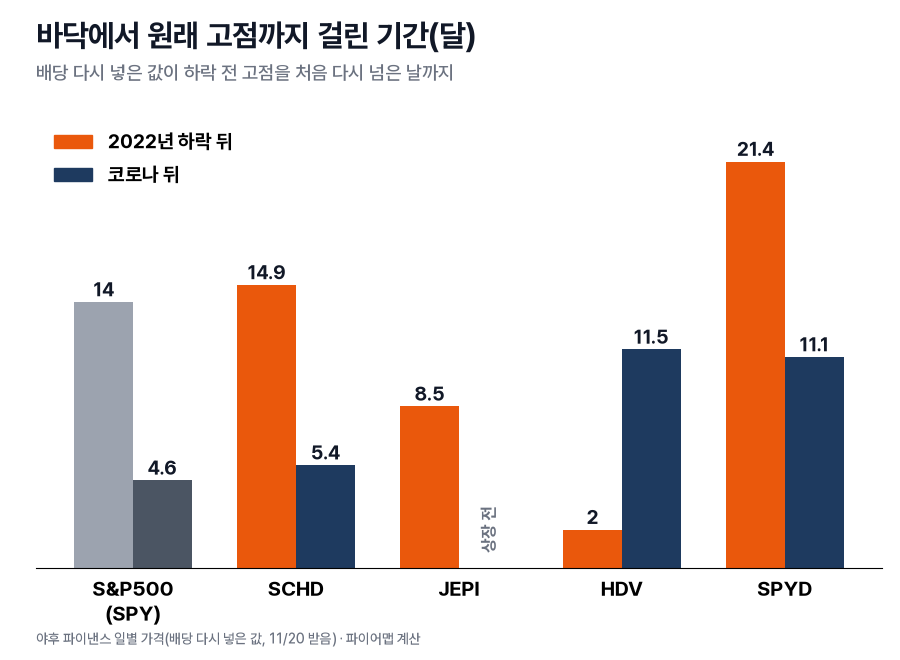 바닥에서 원래 고점까지 걸린 기간(달)
배당 다시 넣은 값이 하락 전 고점을 처음 다시 넘은 날까지
2022년 하락 뒤
코로나 뒤
14
4.6
14.9
5.4
8.5
상장 전
2
11.5
21.4
11.1
S&P500
(SPY)
SCHD
JEPI
HDV
SPYD
야후 파이낸스 일별 가격(배당 다시 넣은 값, 11/20 받음) · 파이어맵 계산